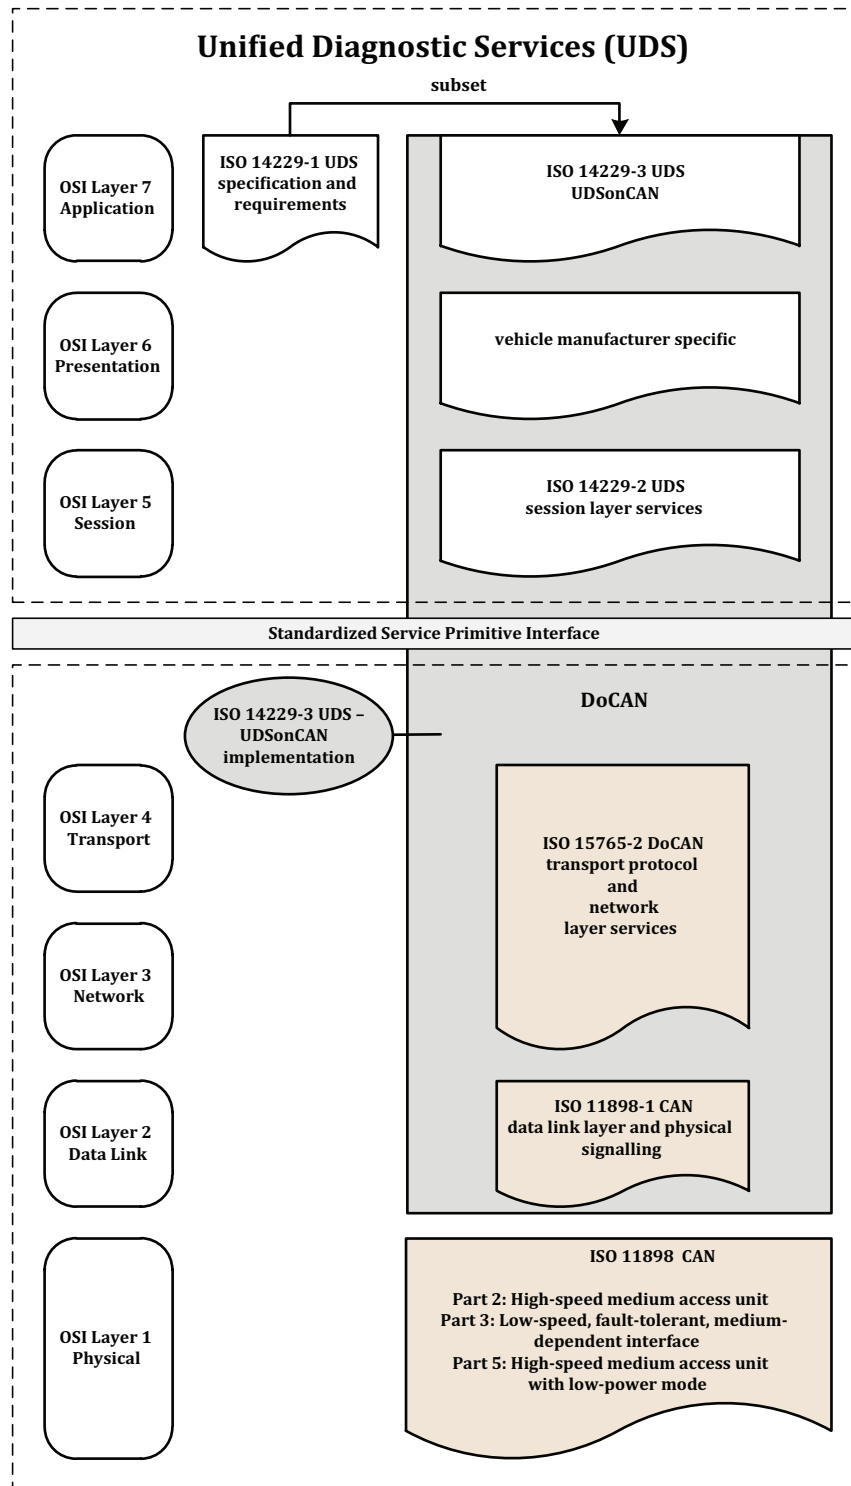 Unified Diagnostic Services (UDS)
subset
OSI Layer 7
Application
ISO 14229-1 UDS
specification and
requirements
ISO 14229-3 UDS
UDSonCAN
OSI Layer 6
Presentation
vehicle manufacturer specific
OSI Layer 5
Session
ISO 14229-2 UDS
session layer services
Standardized Service Primitive Interface
ISO 14229-3 UDS –
UDSonCAN
implementation
DoCAN
OSI Layer 4
Transport
ISO 15765-2 DoCAN
transport protocol
and
network
layer services
OSI Layer 3
Network
OSI Layer 2
Data Link
ISO 11898-1 CAN
data link layer and physical
signalling
OSI Layer 1
Physical
ISO 11898 CAN
Part 2: High-speed medium access unit
Part 3: Low-speed, fault-tolerant, medium-
dependent interface
Part 5: High-speed medium access unit
with low-power mode